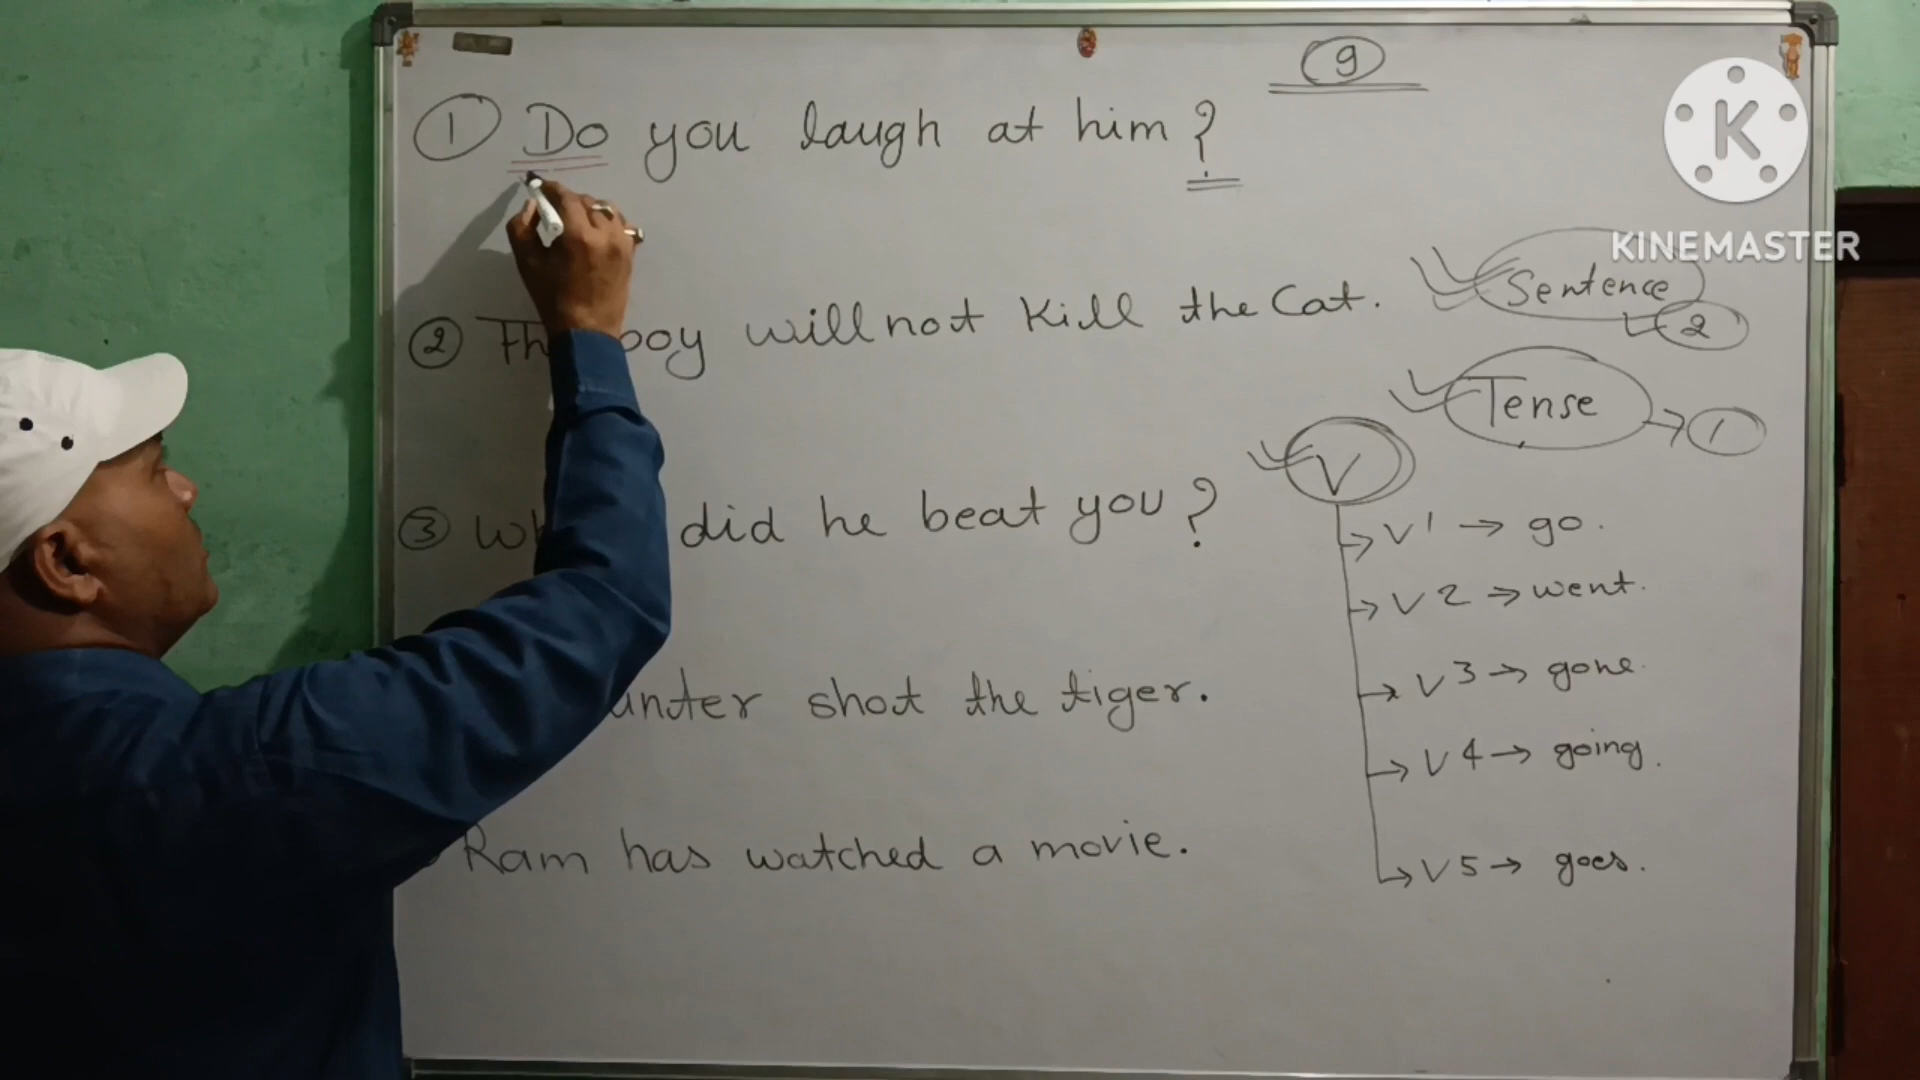 9
① Do you laugh at him ?
K
KINEMASTER
② boy will not Kill the Cat.
Sentence
2
Tense → 1
V
③ did he beat you ?
→ V1 → go.
→ V2 → went.
→ V3 → gone.
→ V4 → going.
→ V5 → goes.
shot the tiger.
Ram has watched a movie.